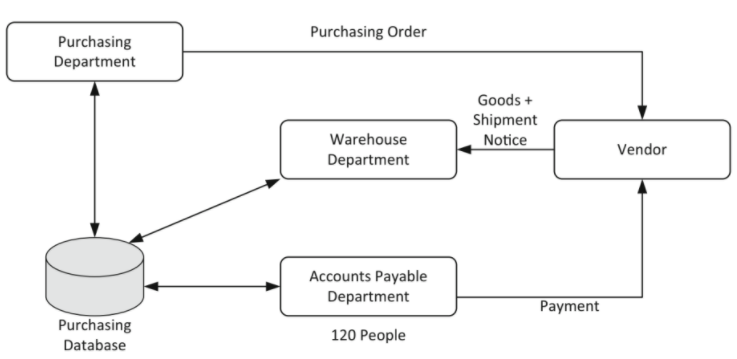 Purchasing Order
Purchasing
Department
Goods +
Shipment
Notice
Warehouse
Department
Vendor
Accounts Payable
Department
Payment
Purchasing
Database
120 People